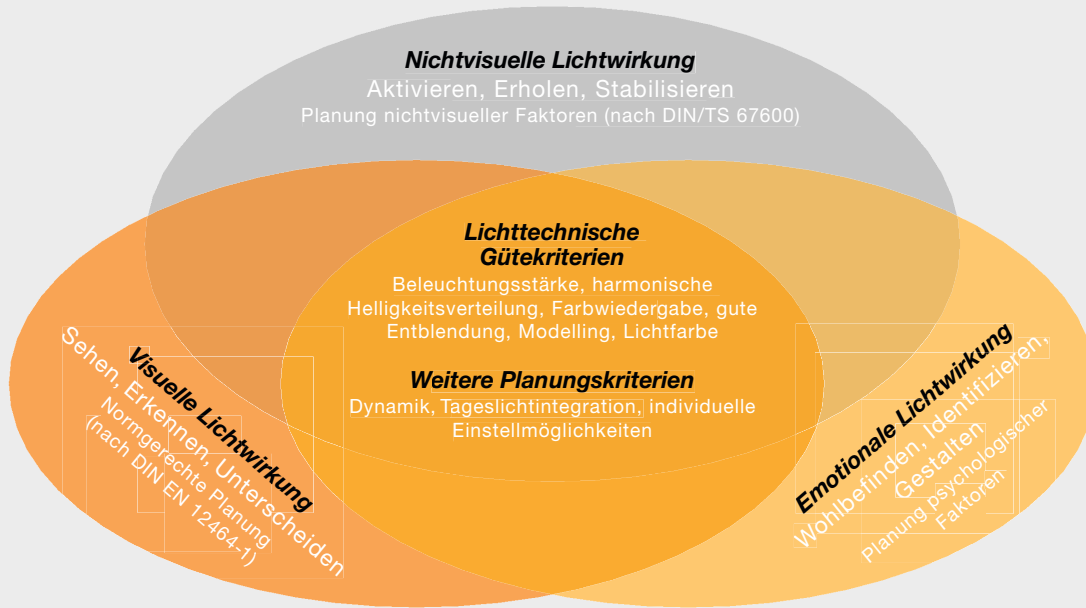 Nichtvisuelle Lichtwirkung
Aktivieren, Erholen, Stabilisieren
Planung nichtvisueller Faktoren (nach DIN/TS 67600)
Lichttechnische
Gütekriterien
Beleuchtungsstärke, harmonische
Helligkeitsverteilung, Farbwiedergabe, gute
Entblendung, Modelling, Lichtfarbe
Weitere Planungskriterien
Dynamik, Tageslichtintegration, individuelle
Einstellmöglichkeiten
Visuelle Lichtwirkung
Sehen, Erkennen, Unterscheiden
Normgerechte Planung
(nach DIN EN 12464-1)
Emotionale Lichtwirkung
Wohlbefinden, Identifizieren,
Gestalten
Planung psychologischer
Faktoren